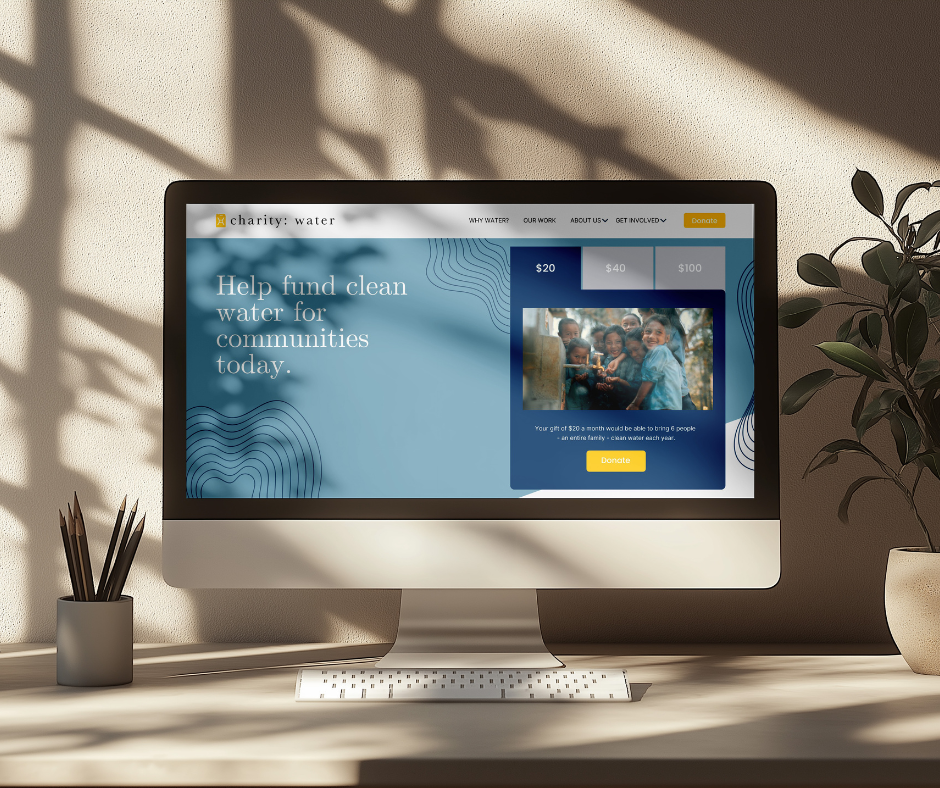 charity: water
WHY WATER? OUR WORK ABOUT US GET INVOLVED Donate
Help fund clean
water for
communities
today.
$20 $40 $100
Your gift of $20 a month would be able to bring 6 people
- an entire family - clean water each year.
Donate